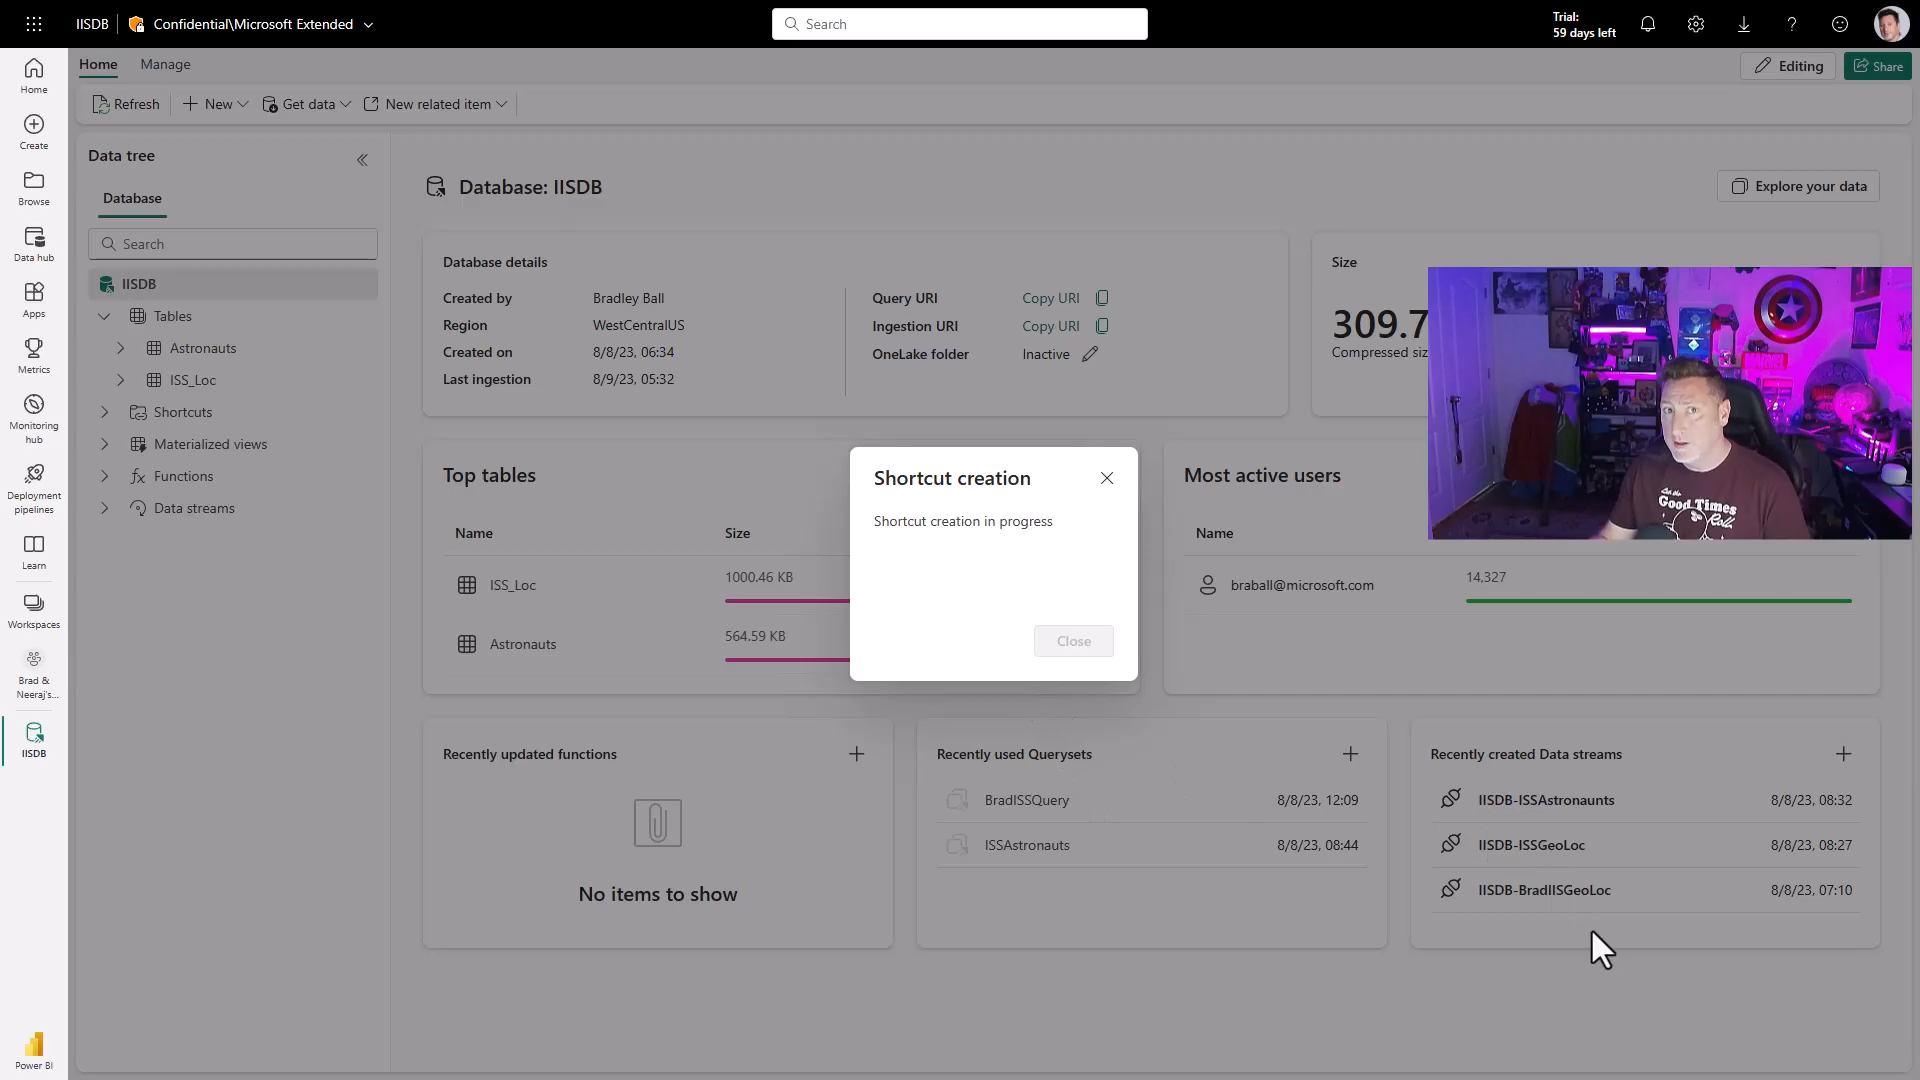 IISDB
Confidential\Microsoft Extended
Search
Trial:
59 days left
Home
Manage
Editing
Share
Refresh
New
Get data
New related item
Home
Create
Browse
Data hub
Apps
Metrics
Monitoring
hub
Deployment
pipelines
Learn
Workspaces
Brad &
Neeraj's...
IISDB
Power BI
Data tree
Database
Search
IISDB
Tables
Astronauts
ISS_Loc
Shortcuts
Materialized views
Functions
Data streams
Database: IISDB
Explore your data
Database details
Created by Bradley Ball
Region WestCentralUS
Created on 8/8/23, 06:34
Last ingestion 8/9/23, 05:32
Query URI Copy URI
Ingestion URI Copy URI
OneLake folder Inactive
Size
309.7
Compressed siz
Good Times
Roll
Top tables
Name Size
ISS_Loc 1000.46 KB
Astronauts 564.59 KB
Shortcut creation
Shortcut creation in progress
Close
Most active users
Name
braball@microsoft.com 14,327
Recently updated functions
No items to show
Recently used Querysets
BradISSQuery 8/8/23, 12:09
ISSAstronauts 8/8/23, 08:44
Recently created Data streams
IISDB-ISSAstronaunts 8/8/23, 08:32
IISDB-ISSGeoLoc 8/8/23, 08:27
IISDB-BradIISGeoLoc 8/8/23, 07:10